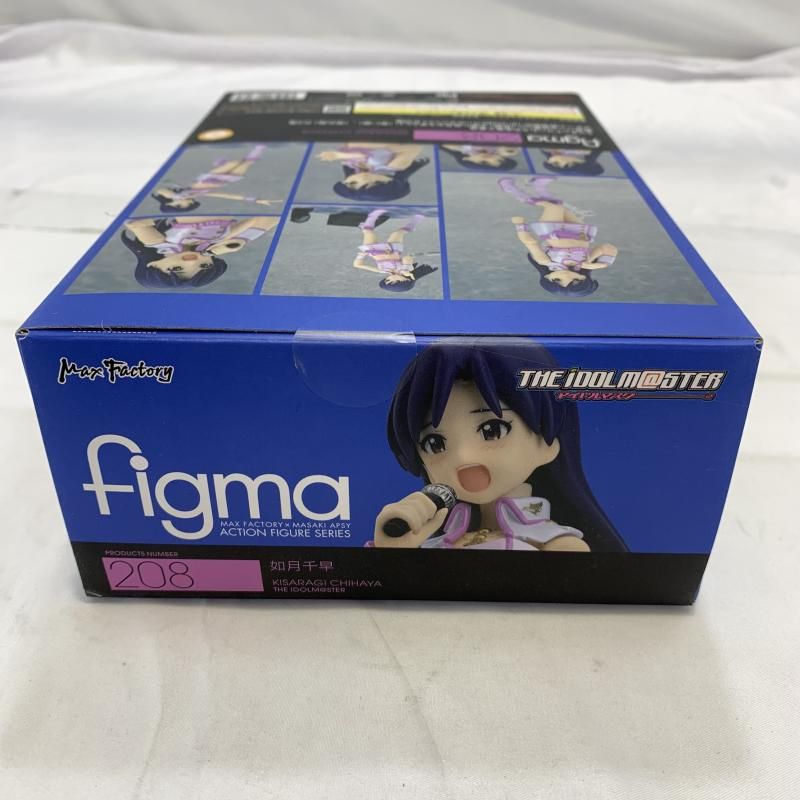 figma
Max Factory
THE iDOLM@STER
アイドルマスター
figma
MAX FACTORY × MASAKI APSY
ACTION FIGURE SERIES
PRODUCTS NUMBER
208
如月千早
KISARAGI CHIHAYA
THE IDOLM@STER